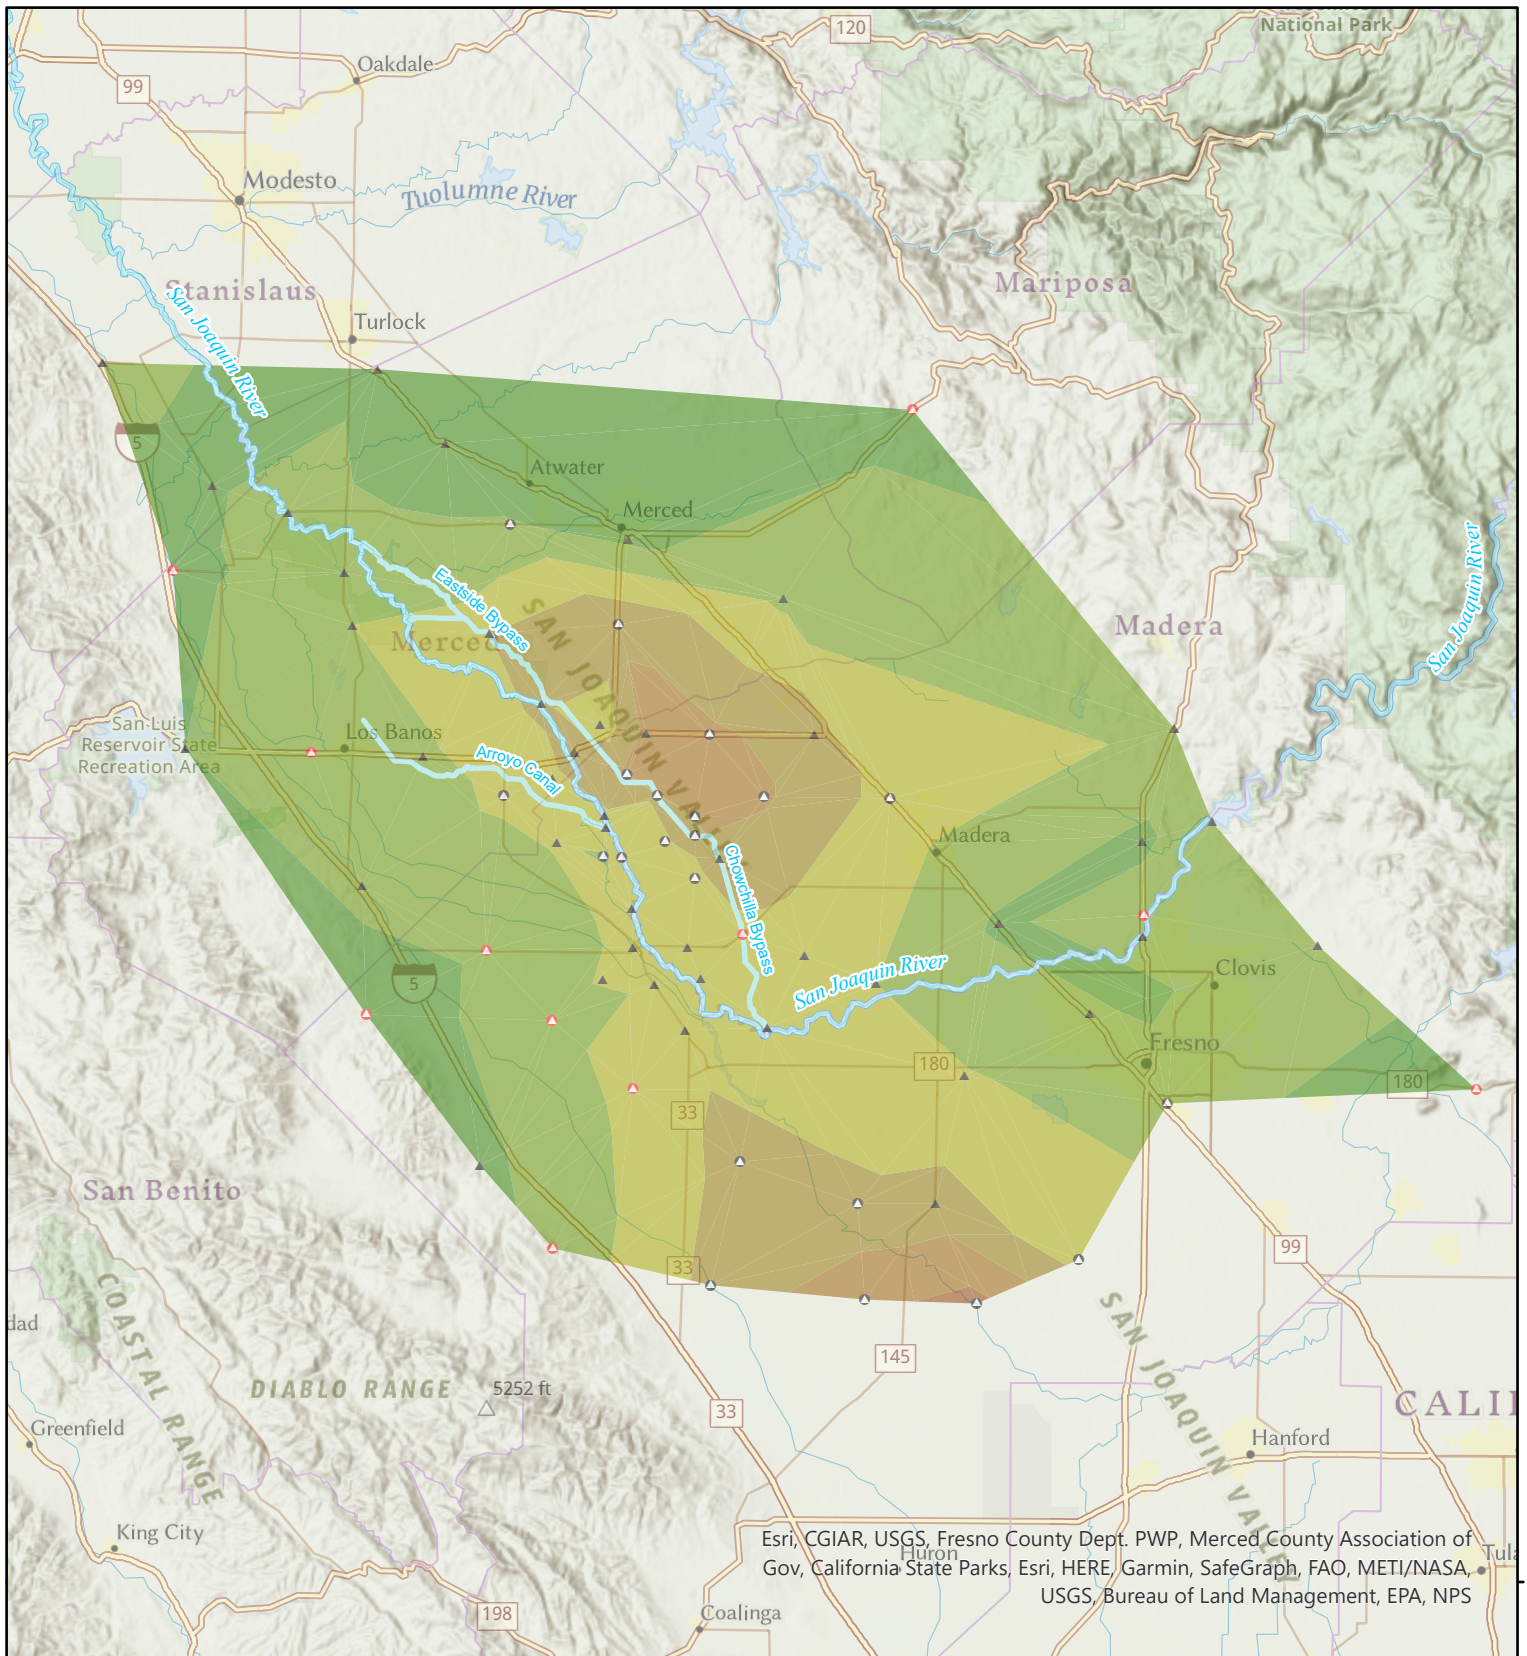 National Park
120
Oakdale
99
Modesto
Tuolumne River
Stanislaus
Mariposa
San Joaquin River
Turlock
5
Atwater
Merced
San Joaquin River
Eastside Bypass
SAN JOAQUIN VALLEY
Merced
Madera
San Luis
Reservoir State
Recreation Area
Los Banos
Arroyo Canal
Madera
Chowchilla Bypass
San Joaquin River
Clovis
5
Fresno
180
180
33
San Benito
33
99
COASTAL RANGE
SAN JOAQUIN VALLEY
dad
145
DIABLO RANGE
5252 ft
33
CALI
Greenfield
Hanford
King City
Esri, CGIAR, USGS, Fresno County Dept. PWP, Merced County Association of
Huron
Gov, California State Parks, Esri, HERE, Garmin, SafeGraph, FAO, METI/NASA,
Tula
USGS, Bureau of Land Management, EPA, NPS
198
Coalinga